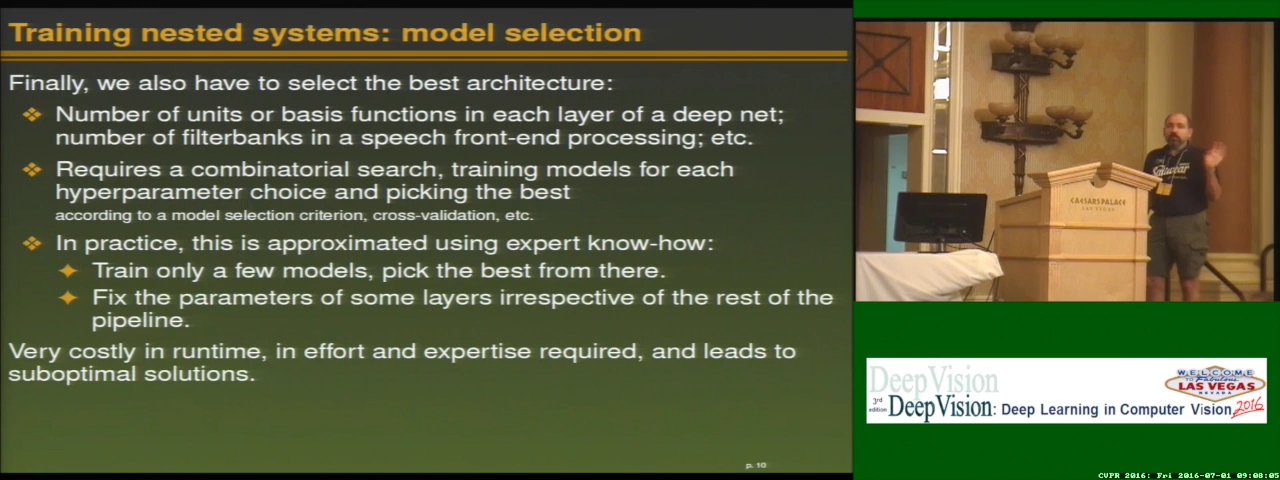 Training nested systems: model selection
Finally, we also have to select the best architecture:
❖ Number of units or basis functions in each layer of a deep net;
number of filterbanks in a speech front-end processing; etc.
❖ Requires a combinatorial search, training models for each
hyperparameter choice and picking the best
according to a model selection criterion, cross-validation, etc.
❖ In practice, this is approximated using expert know-how:
✦ Train only a few models, pick the best from there.
✦ Fix the parameters of some layers irrespective of the rest of the
pipeline.
Very costly in runtime, in effort and expertise required, and leads to
suboptimal solutions.
p. 10
CAESARS PALACE
LAS VEGAS
DeepVision
WELCOME
TO Fabulous
LAS VEGAS
NEVADA
3rd
edition
DeepVision: Deep Learning in Computer Vision 2016
CVPR 2016: Fri 2016-07-01 09:08:05